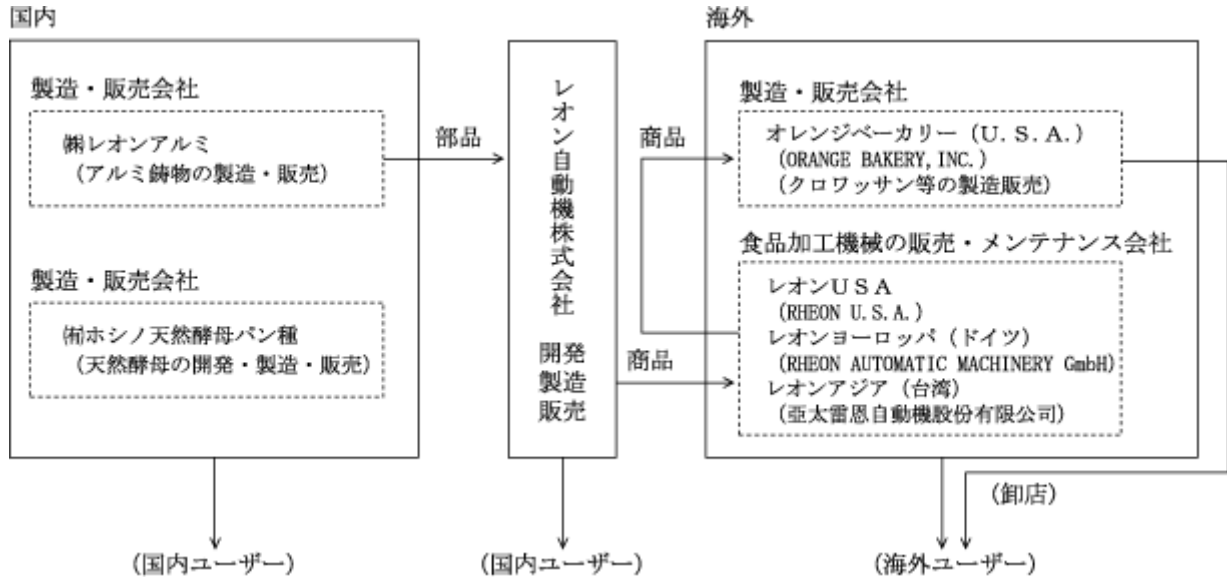 国内
製造・販売会社
㈱レオンアルミ
(アルミ鋳物の製造・販売)
製造・販売会社
㈲ホシノ天然酵母パン種
(天然酵母の開発・製造・販売)
(国内ユーザー)
部品
レオン自動機株式会社
開発
製造
販売
(国内ユーザー)
商品
商品
海外
製造・販売会社
オレンジベーカリー(U.S.A.)
(ORANGE BAKERY,INC.)
(クロワッサン等の製造販売)
食品加工機械の販売・メンテナンス会社
レオンUSA
(RHEON U.S.A.)
レオンヨーロッパ(ドイツ)
(RHEON AUTOMATIC MACHINERY GmbH)
レオンアジア(台湾)
(亞太雷恩自動機股份有限公司)
(卸店)
(海外ユーザー)